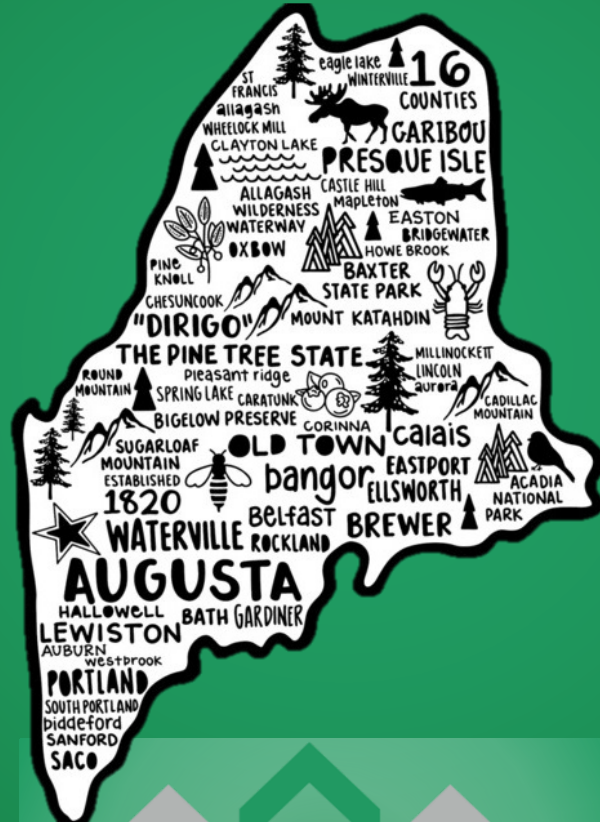 eagle lake
WINTERVILLE
16
COUNTIES
ST
FRANCIS
allagash
WHEELOCK MILL
CARIBOU
CLAYTON LAKE
PRESQUE ISLE
CASTLE HILL
Mapleton
ALLAGASH
WILDERNESS
WATERWAY
EASTON
BRIDGEWATER
OXBOW
HOWE BROOK
PINE
KNOLL
BAXTER
STATE PARK
CHESUNCOOK
"DIRIGO"
MOUNT KATAHDIN
THE PINE TREE STATE
MILLINOCKETT
LINCOLN
aurora
ROUND
MOUNTAIN
Pleasant ridge
SPRING LAKE
CARATUNK
CADILLAC
MOUNTAIN
BIGELOW PRESERVE
CORINNA
SUGARLOAF
MOUNTAIN
OLD TOWN
calais
ESTABLISHED
1820
bangor
EASTPORT
ELLSWORTH
ACADIA
NATIONAL
PARK
WATERVILLE
BELFAST
ROCKLAND
BREWER
AUGUSTA
HALLOWELL
BATH
GARDINER
LEWISTON
AUBURN
westbrook
PORTLAND
SOUTH PORTLAND
biddeford
SANFORD
SACO